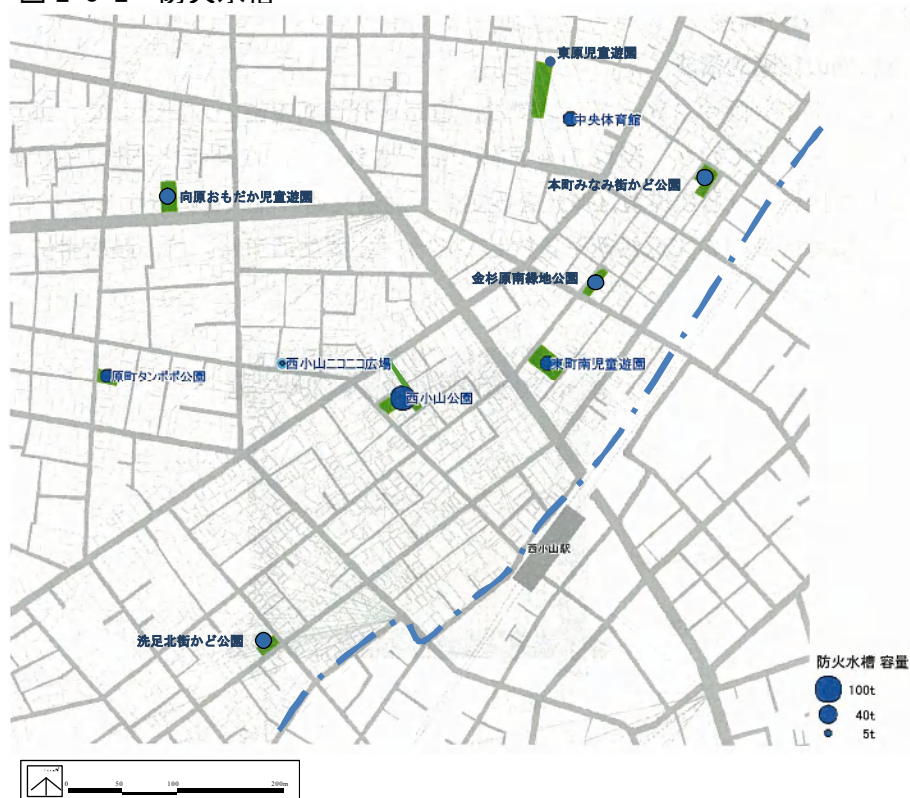 東原児童遊園
中央体育館
本町みなみ街かど公園
向原おもだか児童遊園
金杉原南緑地公園
西小山ニコニコ広場
東町南児童遊園
原町タンポポ公園
西小山公園
西小山駅
洗足北街かど公園
防火水槽 容量
100t
40t
5t
0 50 100 200m